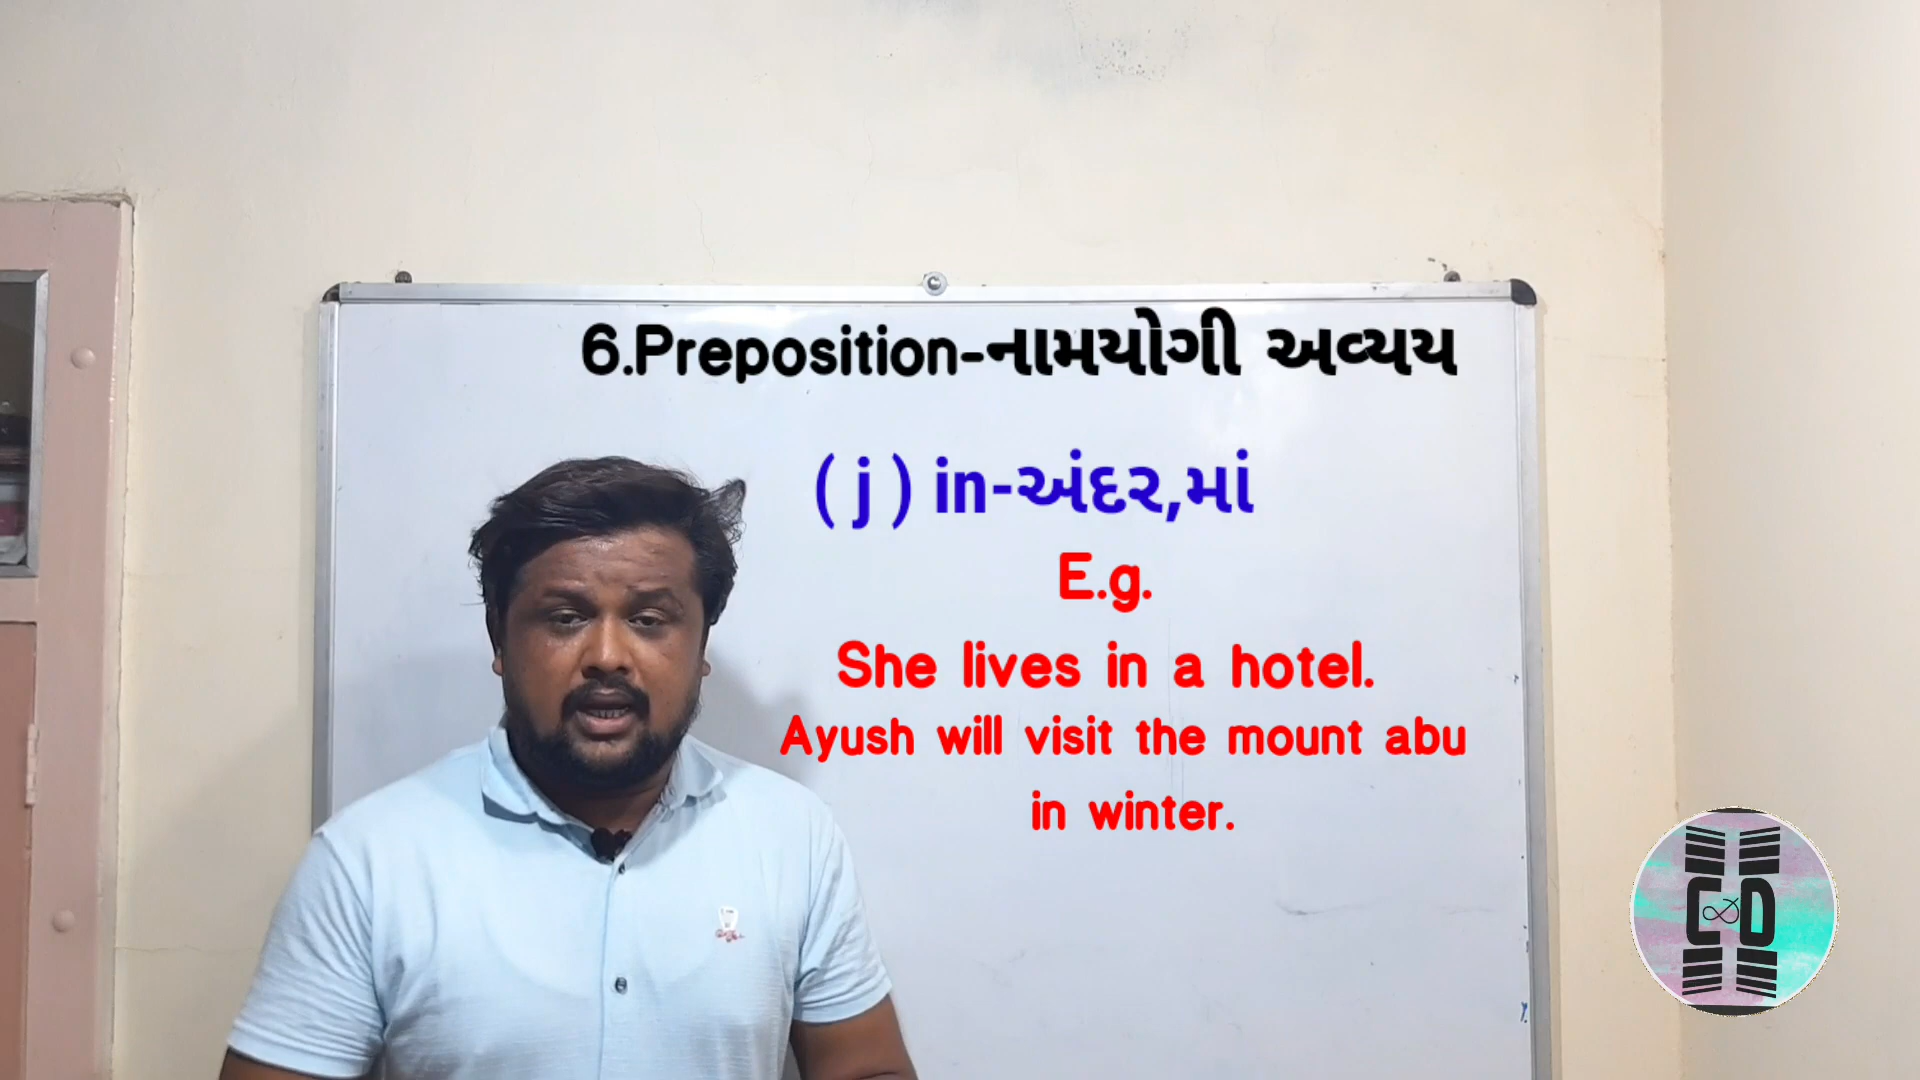 6.Preposition-નામયોગી અવ્યય
( j ) in-અંદર,માં
E.g.
She lives in a hotel.
Ayush will visit the mount abu
in winter.
C&D